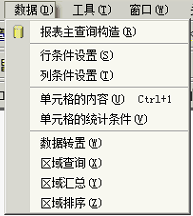 数据(D) 工具(T) 窗口(W)
报表主查询构造(R)
行条件设置(S)
列条件设置(T)
单元格的内容(U) Ctrl+1
单元格的统计条件(V)
数据转置(W)
区域查询(X)
区域汇总(Y)
区域排序(Z)